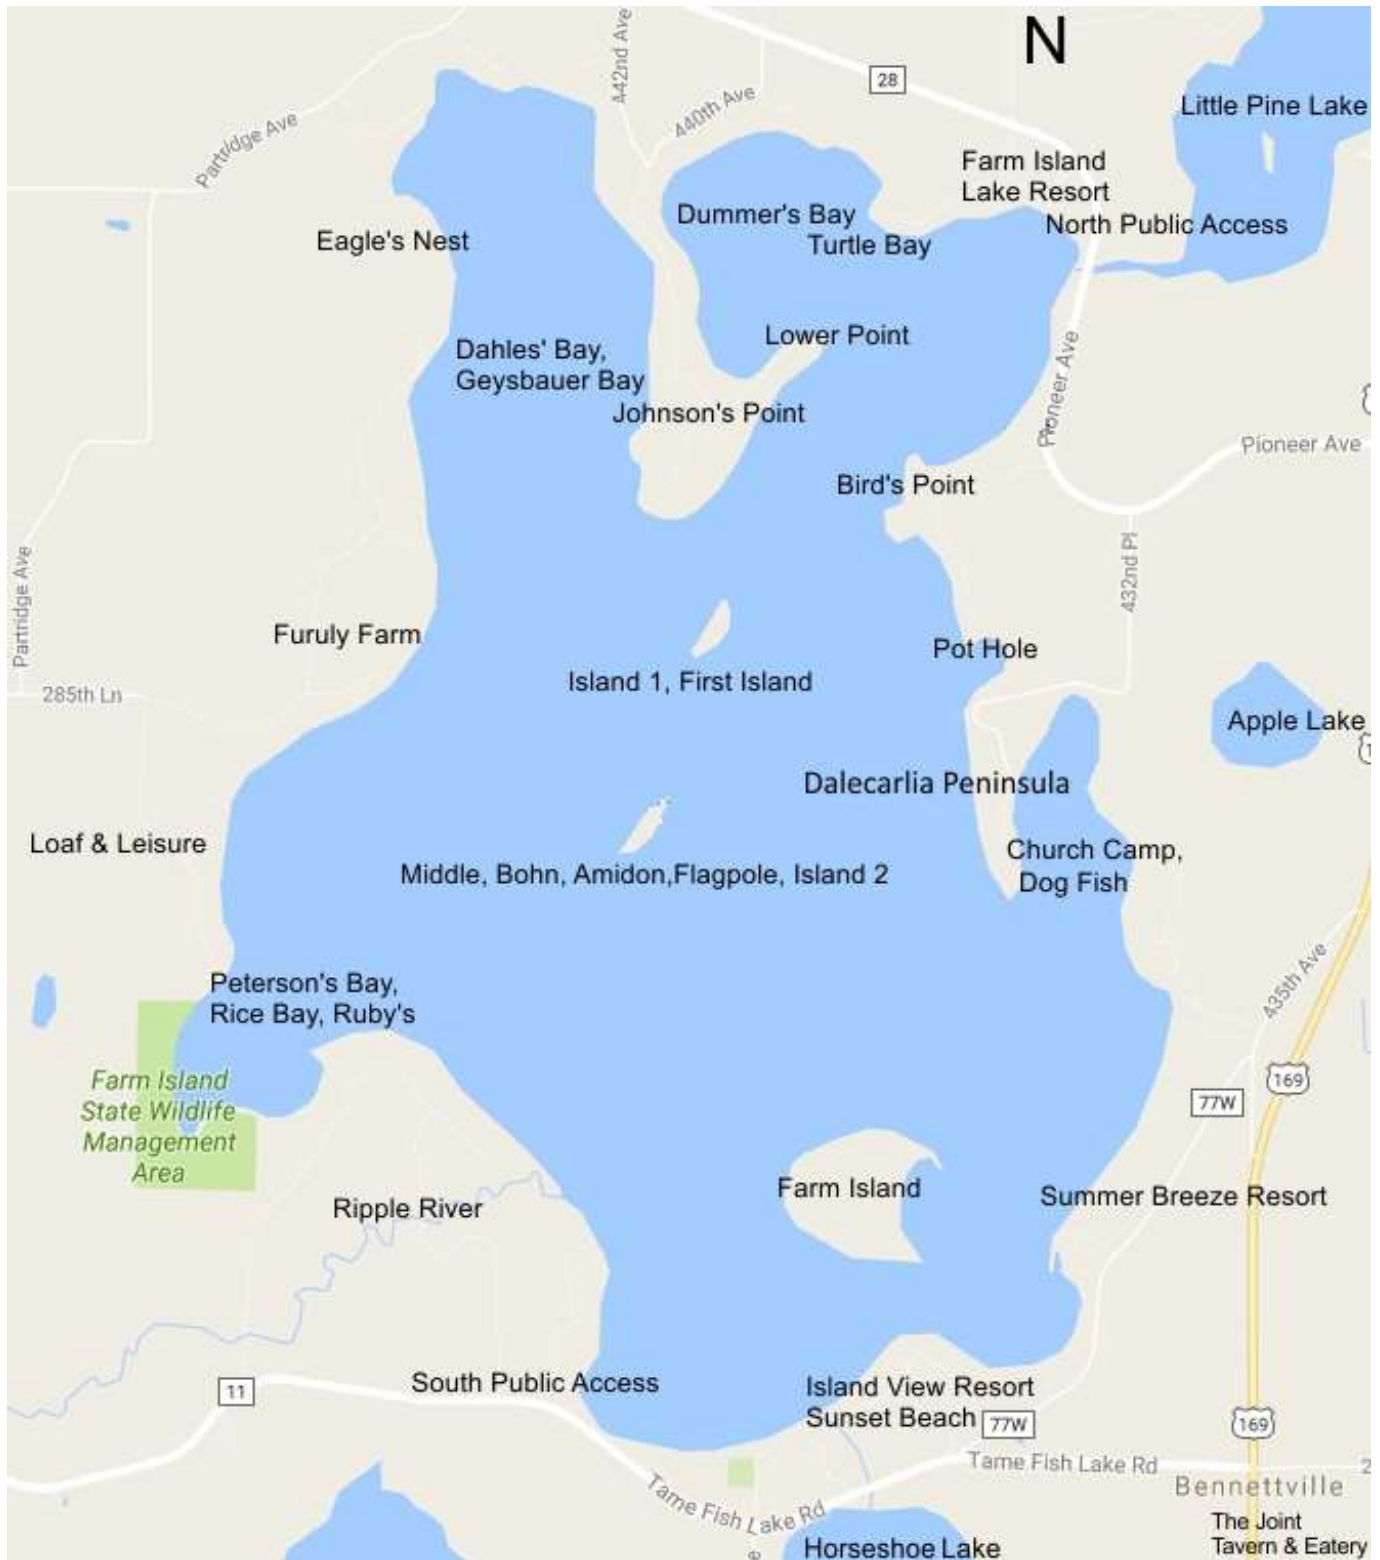 N
A42nd Ave
28
440th Ave
Little Pine Lake
Partridge Ave
Farm Island
Lake Resort
Dummer's Bay
North Public Access
Eagle's Nest
Turtle Bay
Lower Point
Dahles' Bay,
Geysbauer Bay
Pioneer Ave
Johnson's Point
Pioneer Ave
Bird's Point
432nd Pl
Partridge Ave
Furuly Farm
Pot Hole
Island 1, First Island
285th Ln
Apple Lake
Dalecarlia Peninsula
Loaf & Leisure
Church Camp,
Dog Fish
Middle, Bohn, Amidon,Flagpole, Island 2
Peterson's Bay,
Rice Bay, Ruby's
435th Ave
Farm Island
State Wildlife
Management
Area
169
77W
Farm Island
Summer Breeze Resort
Ripple River
South Public Access
11
Island View Resort
Sunset Beach
77W
169
Tame Fish Lake Rd
Tame Fish Lake Rd
Bennettville
The Joint
Tavern & Eatery
Horseshoe Lake